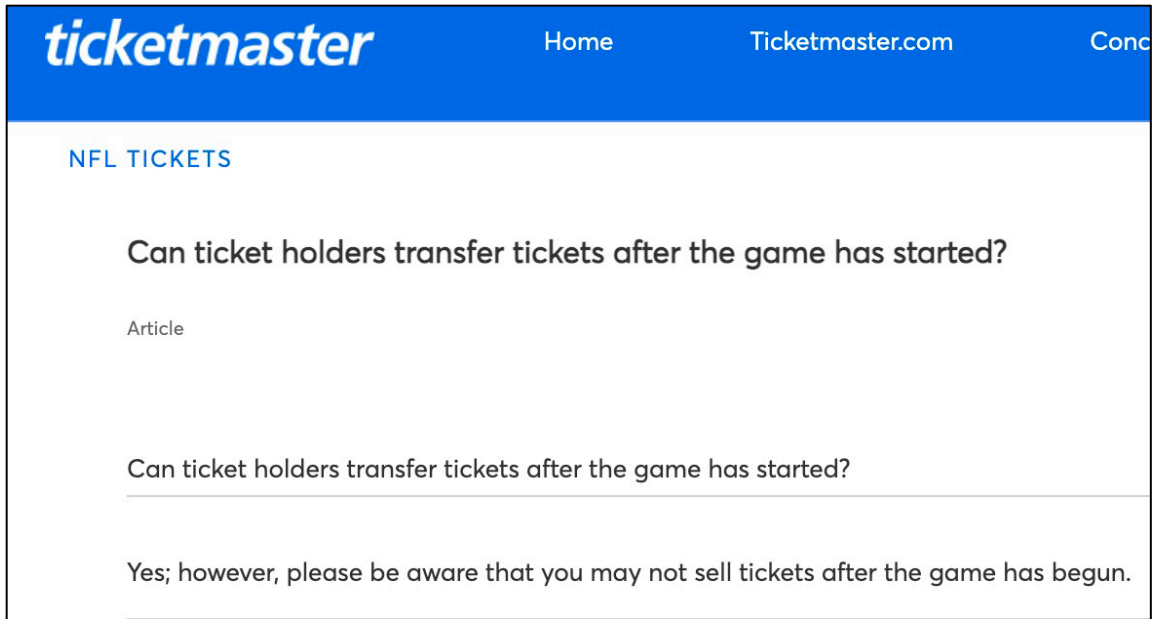 ticketmaster Home Ticketmaster.com Conc
NFL TICKETS
Can ticket holders transfer tickets after the game has started?
Article
Can ticket holders transfer tickets after the game has started?
Yes; however, please be aware that you may not sell tickets after the game has begun.